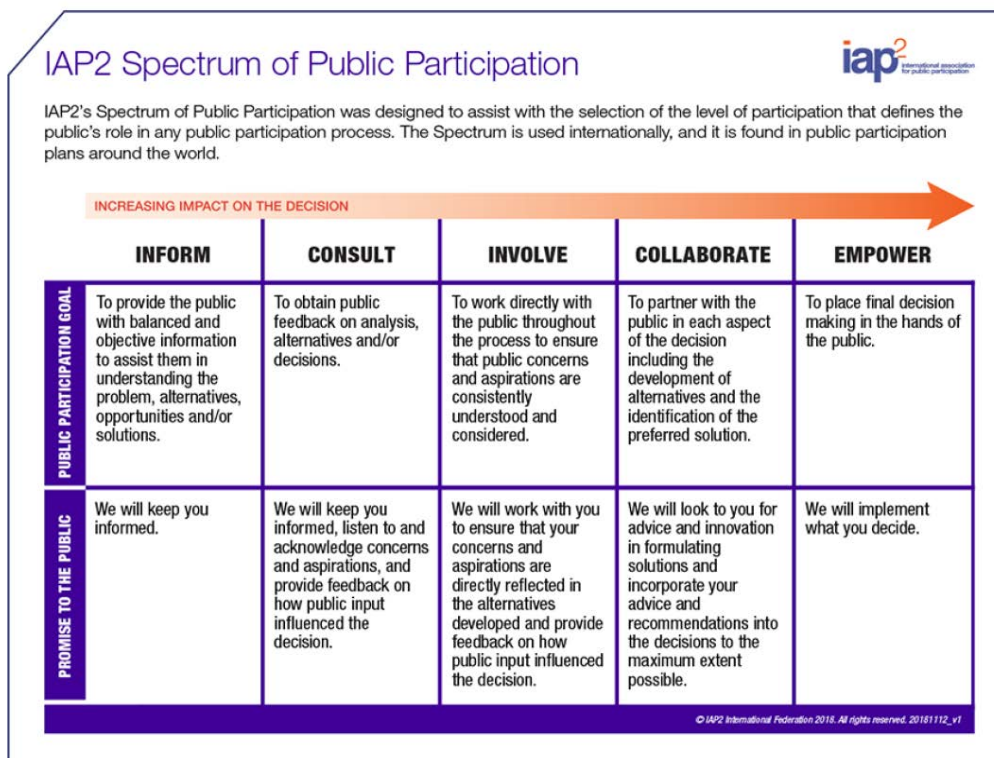 IAP2 Spectrum of Public Participation
iap2 international association
for public participation
IAP2's Spectrum of Public Participation was designed to assist with the selection of the level of participation that defines the
public's role in any public participation process. The Spectrum is used internationally, and it is found in public participation
plans around the world.
INCREASING IMPACT ON THE DECISION
INFORM
CONSULT
INVOLVE
COLLABORATE
EMPOWER
PUBLIC PARTICIPATION GOAL
To provide the public
with balanced and
objective information
to assist them in
understanding the
problem, alternatives,
opportunities and/or
solutions.
To obtain public
feedback on analysis,
alternatives and/or
decisions.
To work directly with
the public throughout
the process to ensure
that public concerns
and aspirations are
consistently
understood and
considered.
To partner with the
public in each aspect
of the decision
including the
development of
alternatives and the
identification of the
preferred solution.
To place final decision
making in the hands of
the public.
PROMISE TO THE PUBLIC
We will keep you
informed.
We will keep you
informed, listen to and
acknowledge concerns
and aspirations, and
provide feedback on
how public input
influenced the
decision.
We will work with you
to ensure that your
concerns and
aspirations are
directly reflected in
the alternatives
developed and provide
feedback on how
public input influenced
the decision.
We will look to you for
advice and innovation
in formulating
solutions and
incorporate your
advice and
recommendations into
the decisions to the
maximum extent
possible.
We will implement
what you decide.
© IAP2 International Federation 2018. All rights reserved. 20181112_v1